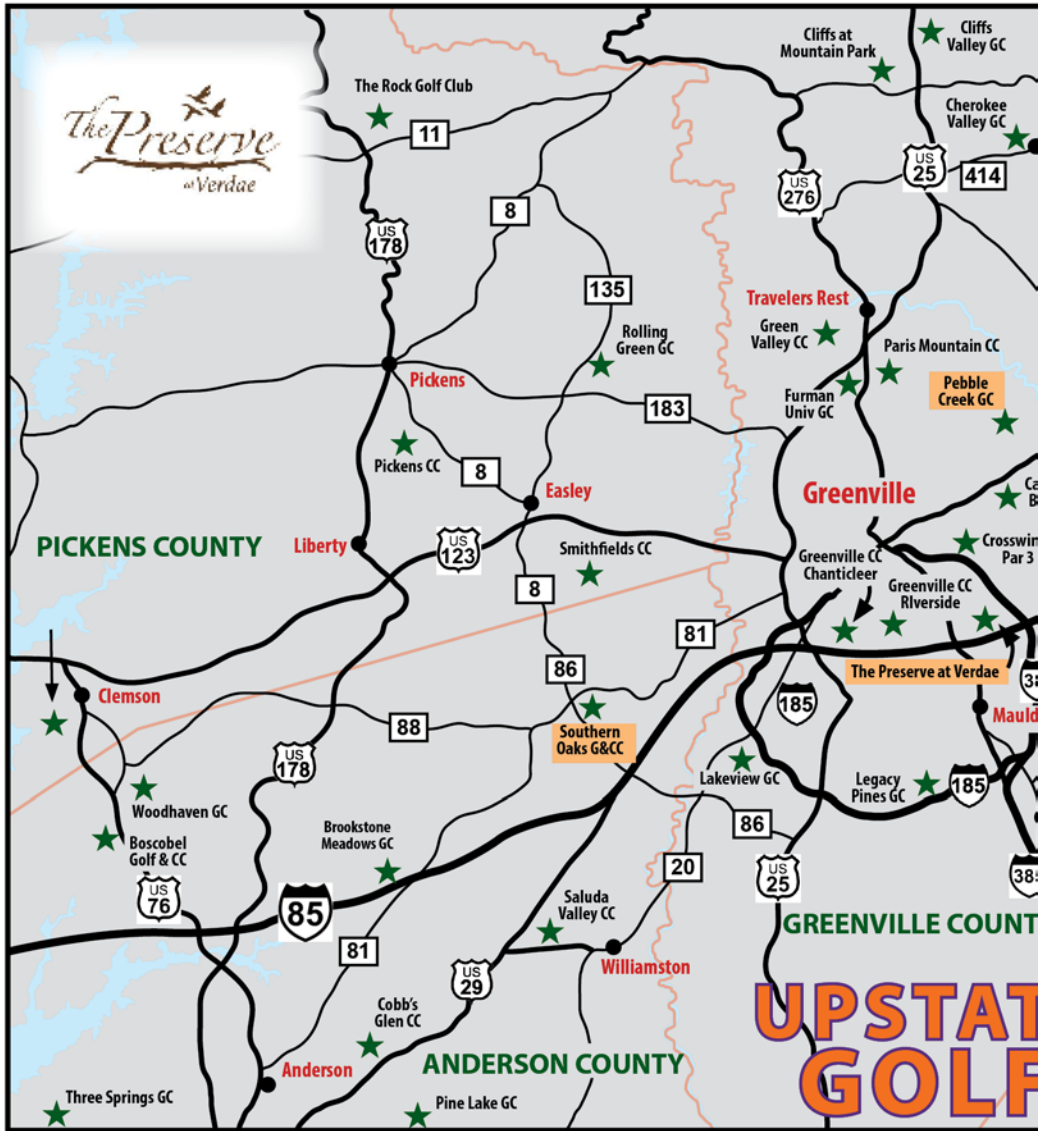 The Preserve
at Verdae
The Rock Golf Club
11
US
178
8
135
Rolling
Green GC
Pickens
183
Pickens CC
8
Easley
PICKENS COUNTY
Liberty
US
123
Smithfields CC
8
86
81
Clemson
88
US
178
Southern
Oaks G&CC
Woodhaven GC
Boscobel
Golf & CC
US
76
Brookstone
Meadows GC
85
81
Saluda
Valley CC
Williamston
US
29
Cobb's
Glen CC
ANDERSON COUNTY
Anderson
Three Springs GC
Pine Lake GC
Cliffs at
Mountain Park
Cliffs
Valley GC
Cherokee
Valley GC
US
25
414
US
276
Travelers Rest
Green
Valley CC
Paris Mountain CC
Furman
Univ GC
Pebble
Creek GC
Greenville
Ca
B
Crosswin
Par 3
Greenville CC
Chanticleer
Greenville CC
RIverside
The Preserve at Verdae
38
185
Mauld
Lakeview GC
Legacy
Pines GC
185
86
20
US
25
385
GREENVILLE COUNT
UPSTAT
GOLF